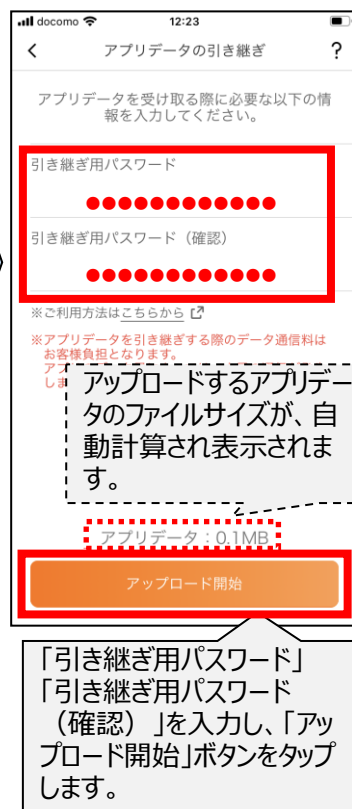 docomo 12:23
アプリデータの引き継ぎ ?
アプリデータを受け取る際に必要な以下の情
報を入力してください。
引き継ぎ用パスワード
●●●●●●●●●●●●
引き継ぎ用パスワード（確認）
●●●●●●●●●●●●
※ご利用方法はこちらから
※アプリデータを引き継ぎする際のデータ通信料は
お客様負担となります。
アップロードするアプリデー
タのファイルサイズが、自
動計算され表示されま
す。
アプリデータ：0.1MB
アップロード開始
「引き継ぎ用パスワード」
「引き継ぎ用パスワード
（確認）」を入力し、「アッ
プロード開始」ボタンをタップ
します。